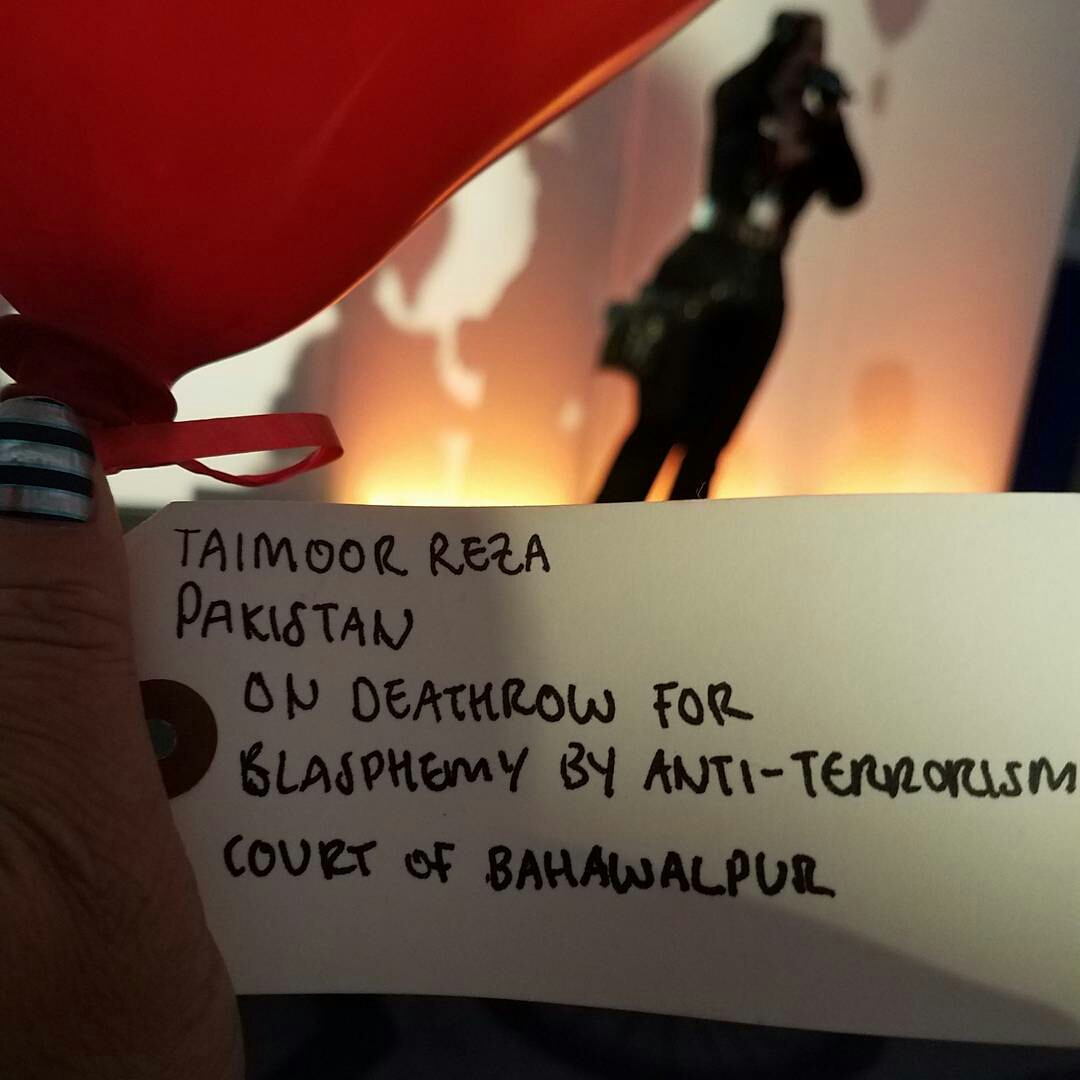 TAIMOOR REZA
PAKISTAN
ON DEATHROW FOR
BLASPHEMY BY ANTI-TERRORISM
COURT OF BAHAWALPUR